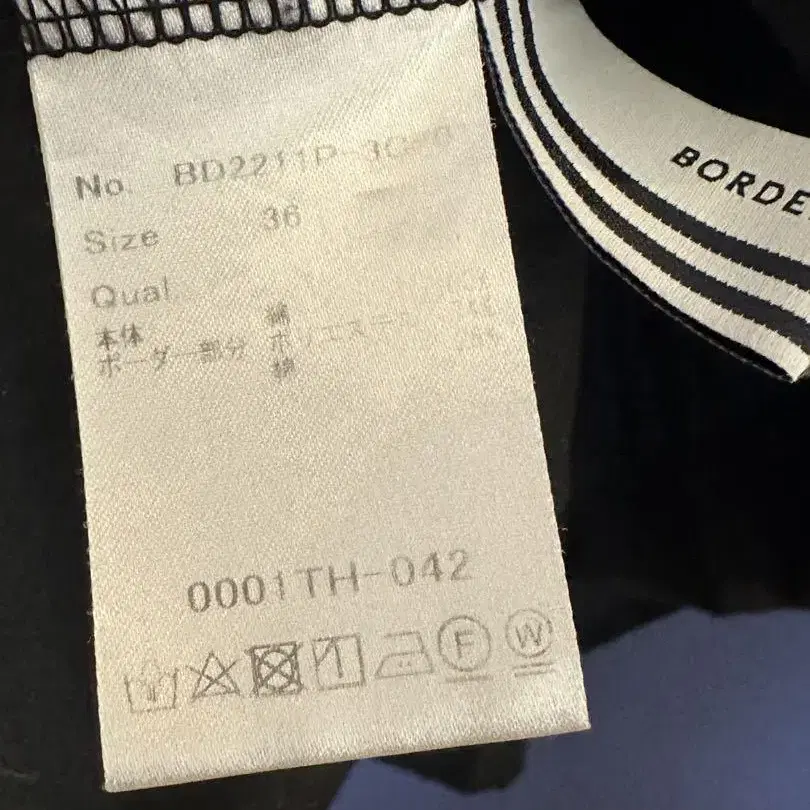 No. BD2211P
Size 36
Qual
本体 綿
ボーダー部分 ポリエステル
綿
0001TH-042
F W
BORDE